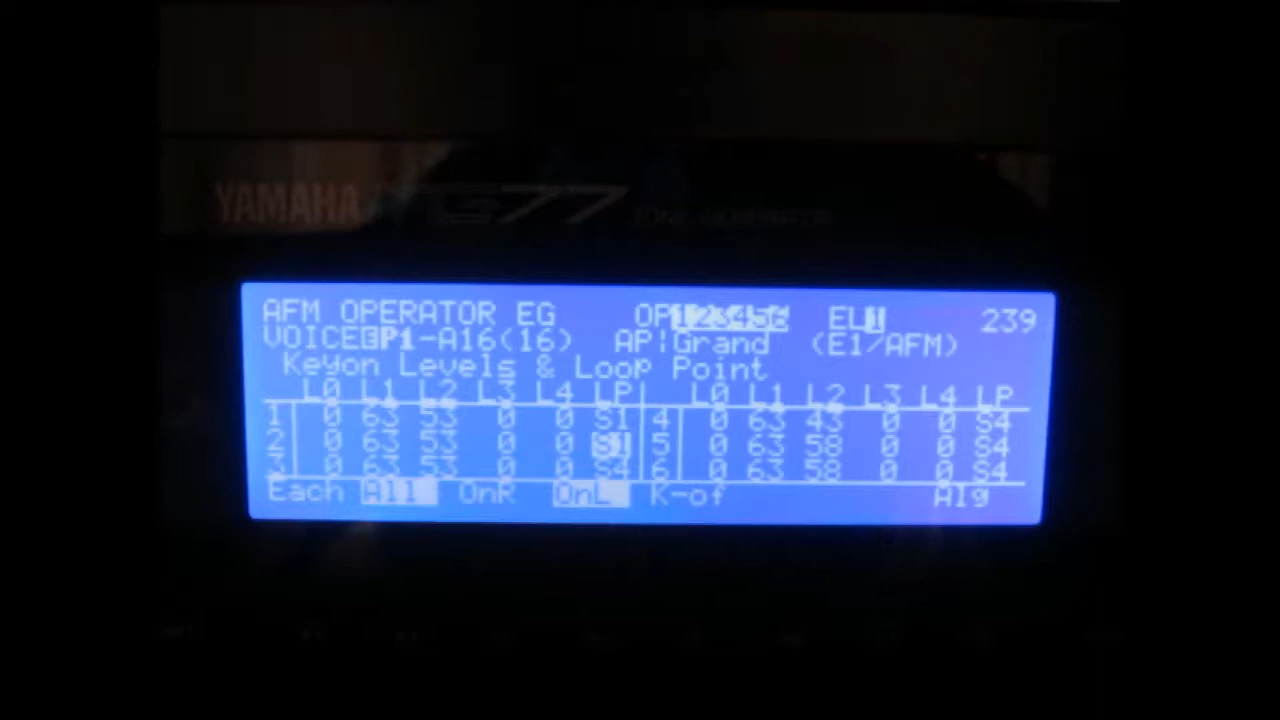 YAMAHA TG77 TONE GENERATOR
AFM OPERATOR EG OP123456 EL1 239
VOICE P1-A16(16) AP¦Grand (E1/AFM)
Keyon Levels & Loop Point
L0 L1 L2 L3 L4 LP L0 L1 L2 L3 L4 LP
1 0 63 53 0 0 S1 4 0 63 43 0 0 S4
2 0 63 53 0 0 S1 5 0 63 58 0 0 S4
3 0 63 53 0 0 S4 6 0 63 58 0 0 S4
Each All OnR OnL K-of Alg